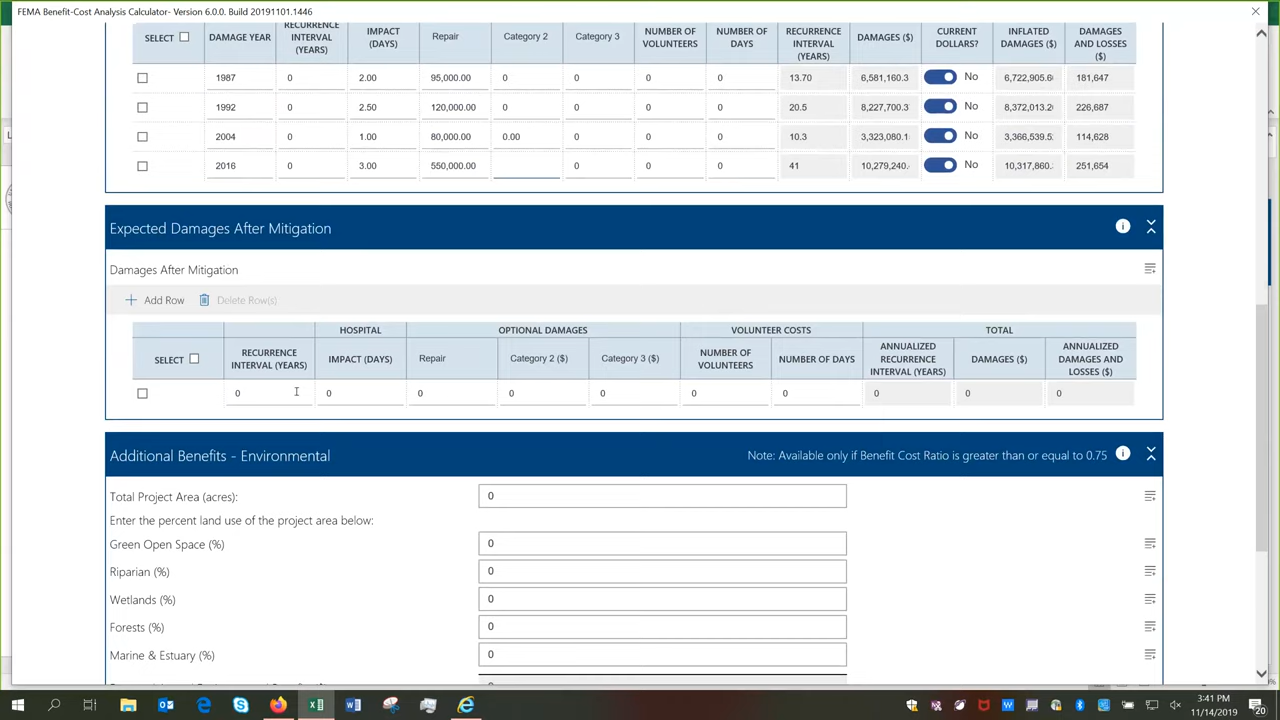 FEMA Benefit-Cost Analysis Calculator- Version 6.0.0. Build 20191101.1446
SELECT DAMAGE YEAR RECURRENCE INTERVAL (YEARS) IMPACT (DAYS) Repair Category 2 Category 3 NUMBER OF VOLUNTEERS NUMBER OF DAYS RECURRENCE INTERVAL (YEARS) DAMAGES ($) CURRENT DOLLARS? INFLATED DAMAGES ($) DAMAGES AND LOSSES ($)
1987 0 2.00 95,000.00 0 0 0 0 13.70 6,581,160.3 No 6,722,905.6 181,647
1992 0 2.50 120,000.00 0 0 0 0 20.5 8,227,700.3 No 8,372,013.2 226,687
2004 0 1.00 80,000.00 0.00 0 0 0 10.3 3,323,080.1 No 3,366,539.5 114,628
2016 0 3.00 550,000.00 0 0 0 41 10,279,240. No 10,317,860. 251,654
Expected Damages After Mitigation
Damages After Mitigation
Add Row Delete Row(s)
HOSPITAL OPTIONAL DAMAGES VOLUNTEER COSTS TOTAL
SELECT RECURRENCE INTERVAL (YEARS) IMPACT (DAYS) Repair Category 2 ($) Category 3 ($) NUMBER OF VOLUNTEERS NUMBER OF DAYS ANNUALIZED RECURRENCE INTERVAL (YEARS) DAMAGES ($) ANNUALIZED DAMAGES AND LOSSES ($)
0 0 0 0 0 0 0 0 0 0
Additional Benefits - Environmental Note: Available only if Benefit Cost Ratio is greater than or equal to 0.75
Total Project Area (acres): 0
Enter the percent land use of the project area below:
Green Open Space (%) 0
Riparian (%) 0
Wetlands (%) 0
Forests (%) 0
Marine & Estuary (%) 0
3:41 PM
11/14/2019
20